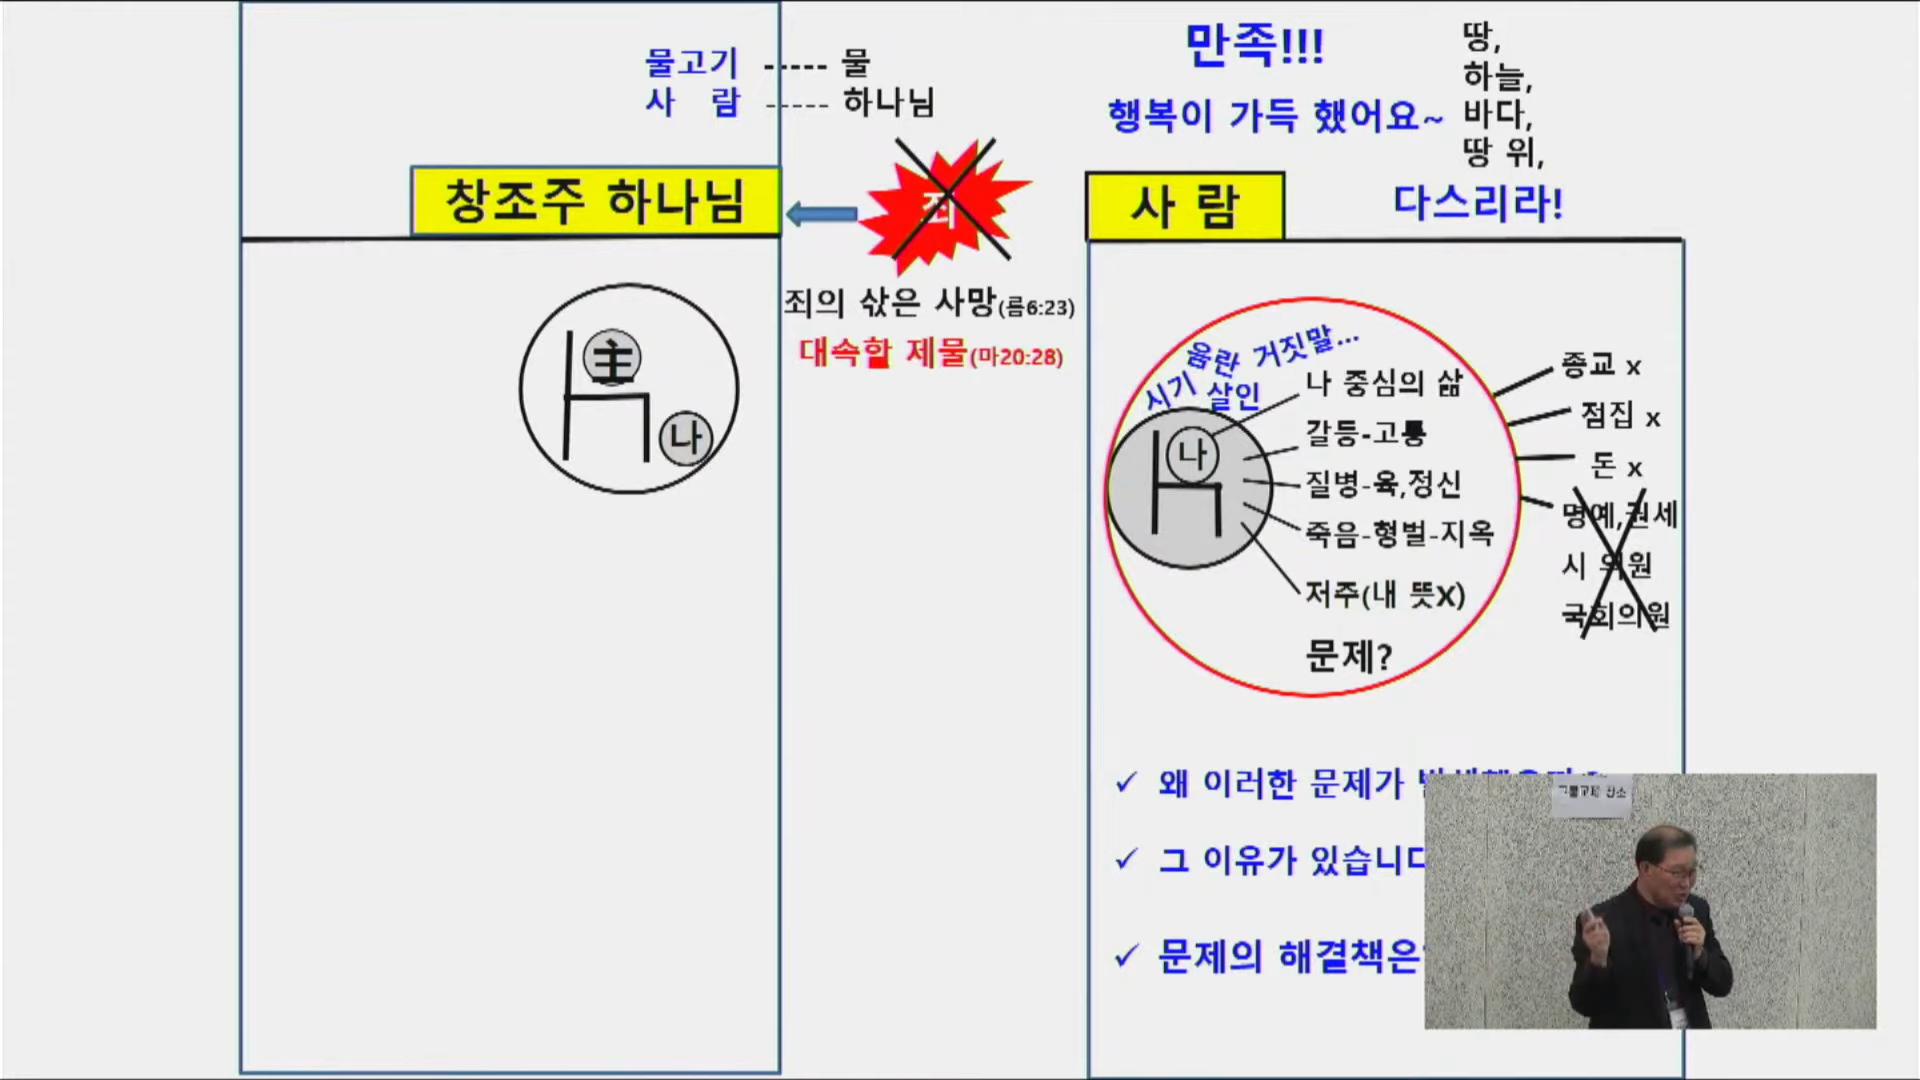 물고기 ----- 물
사 람 ----- 하나님
만족!!!
행복이 가득 했어요~
땅,
하늘,
바다,
땅 위,
다스리라!
창조주 하나님
죄
사 람
죄의 삯은 사망(롬6:23)
대속할 제물(마20:28)
主
나
음란 거짓말...
시기 살인
나
나 중심의 삶
갈등-고통
질병-육,정신
죽음-형벌-지옥
저주(내 뜻X)
문제?
종교 x
점집 x
돈 x
명예,권세
시 의원
국회의원
✓ 왜 이러한 문제가
✓ 그 이유가 있습니다
✓ 문제의 해결책은